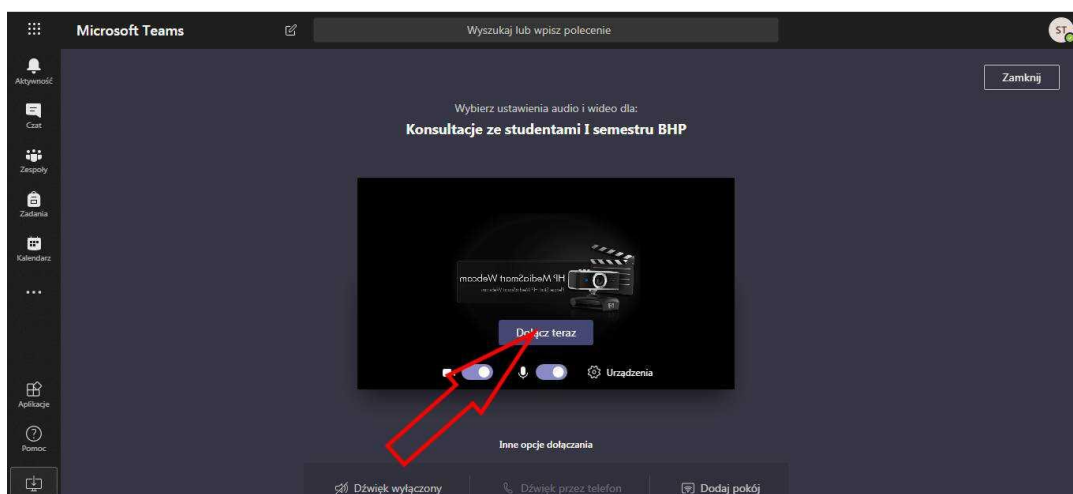 Microsoft Teams
Wyszukaj lub wpisz polecenie
ST
Aktywność
Czat
Zespoły
Zadania
Kalendarz
Aplikacje
Pomoc
Zamknij
Wybierz ustawienia audio i wideo dla:
Konsultacje ze studentami I semestru BHP
HP MediaSmart Webcam
Dołącz teraz
Urządzenia
Inne opcje dołączania
Dźwięk wyłączony
Dźwięk przez telefon
Dodaj pokój